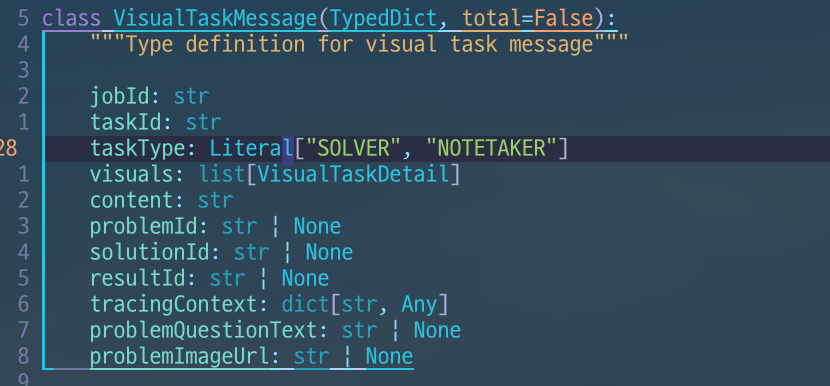 5 class VisualTaskMessage(TypedDict, total=False):
4     """Type definition for visual task message"""
3
2     jobId: str
1     taskId: str
28     taskType: Literal["SOLVER", "NOTETAKER"]
1     visuals: list[VisualTaskDetail]
2     content: str
3     problemId: str | None
4     solutionId: str | None
5     resultId: str | None
6     tracingContext: dict[str, Any]
7     problemQuestionText: str | None
8     problemImageUrl: str | None
9